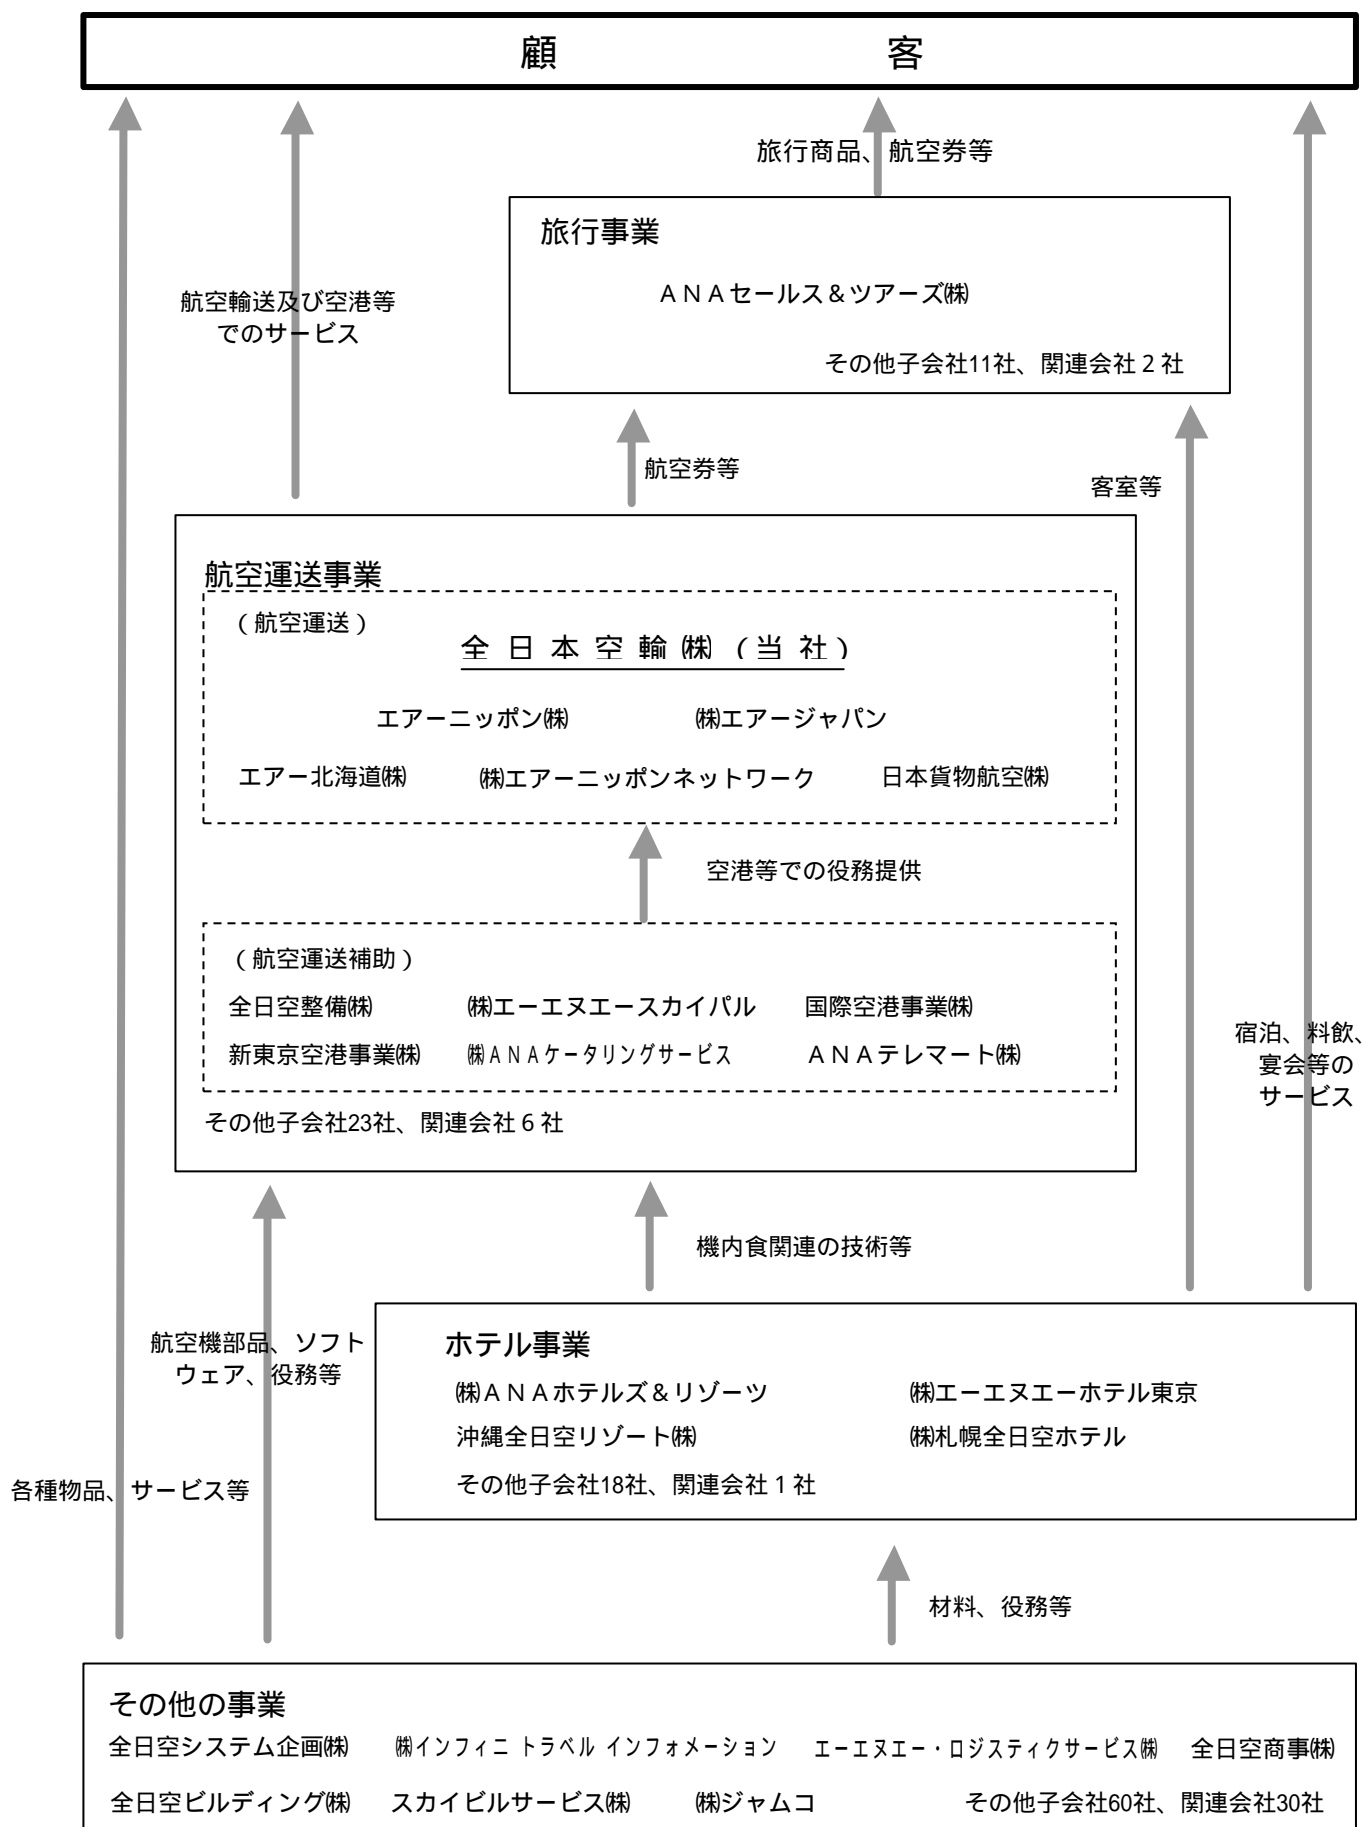 顧客
旅行商品、航空券等
旅行事業
ＡＮＡセールス＆ツアーズ㈱
その他子会社11社、関連会社２社
航空輸送及び空港等
でのサービス
航空券等
客室等
航空運送事業
（航空運送）
全日本空輸㈱（当社）
エアーニッポン㈱
㈱エアージャパン
エアー北海道㈱
㈱エアーニッポンネットワーク
日本貨物航空㈱
空港等での役務提供
（航空運送補助）
全日空整備㈱
㈱エーエヌエースカイパル
国際空港事業㈱
新東京空港事業㈱
㈱ＡＮＡケータリングサービス
ＡＮＡテレマート㈱
その他子会社23社、関連会社６社
宿泊、料飲、
宴会等の
サービス
機内食関連の技術等
航空機部品、ソフト
ウェア、役務等
ホテル事業
㈱ＡＮＡホテルズ＆リゾーツ
㈱エーエヌエーホテル東京
沖縄全日空リゾート㈱
㈱札幌全日空ホテル
その他子会社18社、関連会社１社
各種物品、サービス等
材料、役務等
その他の事業
全日空システム企画㈱
㈱インフィニ トラベル インフォメーション
エーエヌエー・ロジスティクサービス㈱
全日空商事㈱
全日空ビルディング㈱
スカイビルサービス㈱
㈱ジャムコ
その他子会社60社、関連会社30社